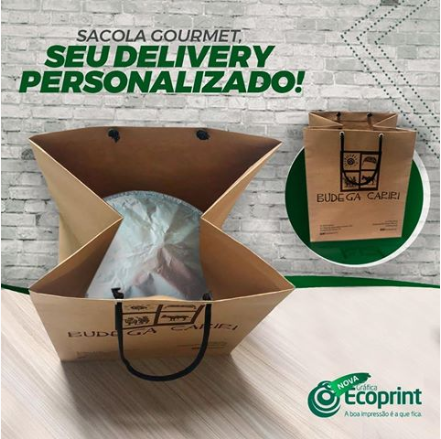 SACOLA GOURMET,
SEU DELIVERY
PERSONALIZADO!
BUDEGA CARIRI
BUDEGA CARIRI
NOVA
Gráfica
Ecoprint
A boa impressão é a que fica.